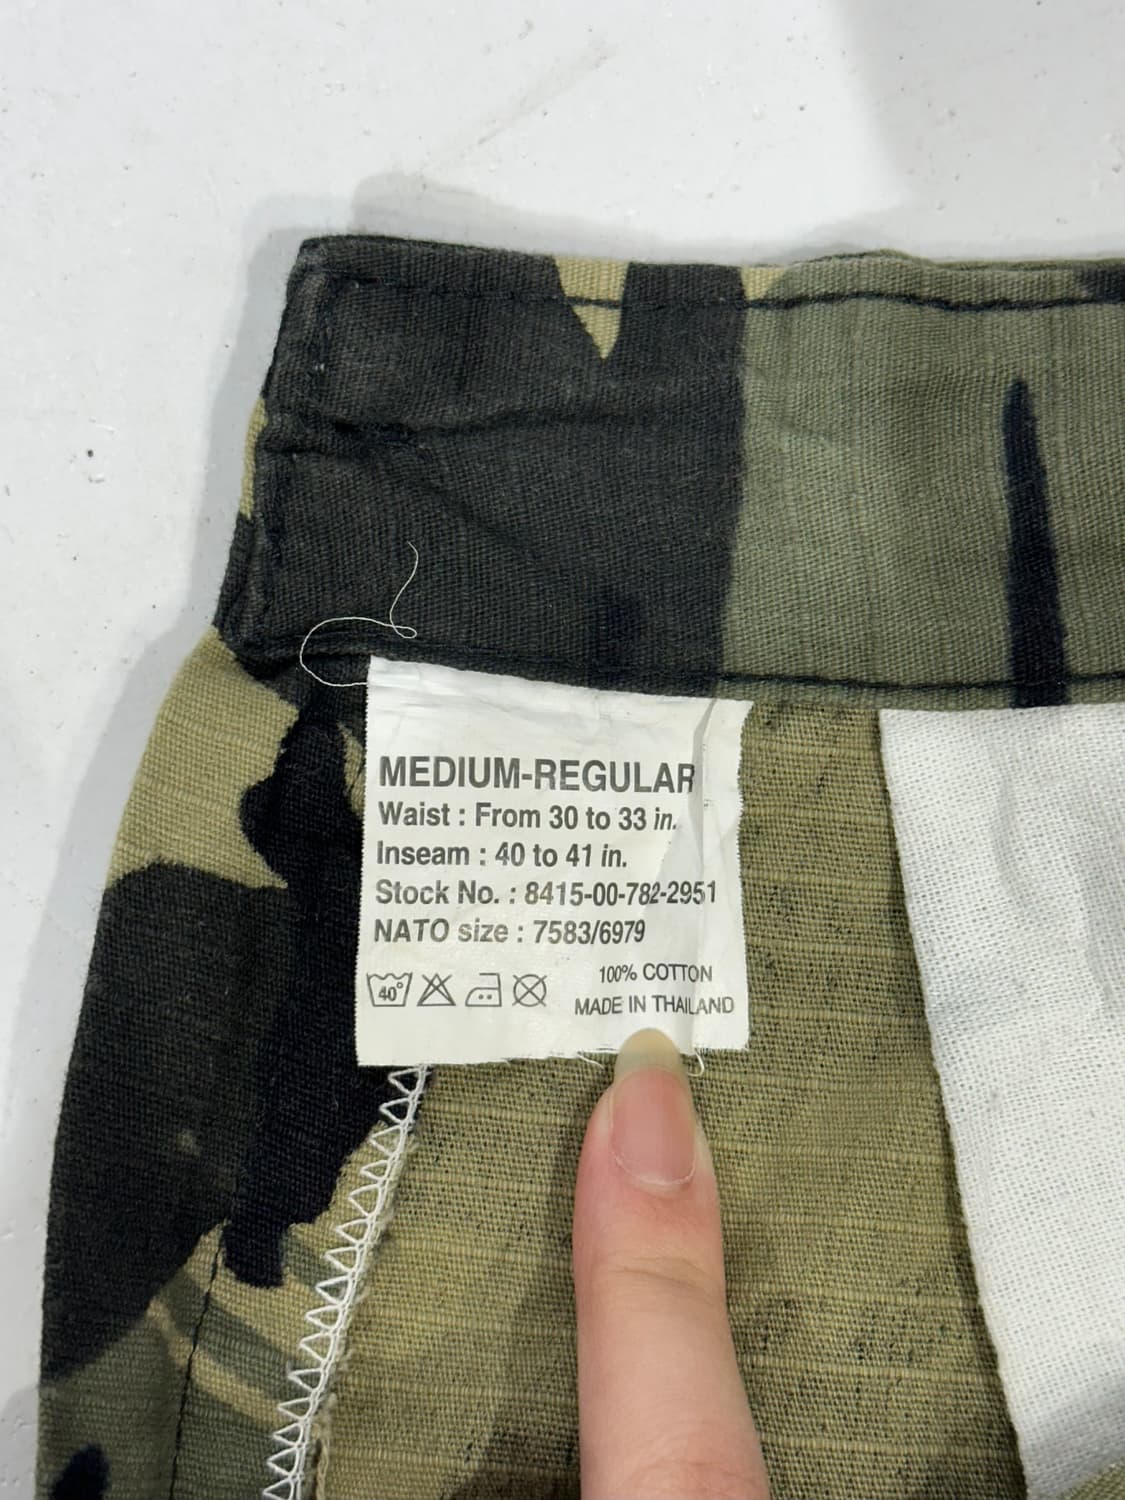 MEDIUM-REGULAR
Waist : From 30 to 33 in.
Inseam : 40 to 41 in.
Stock No. : 8415-00-782-2951
NATO size : 7583/6979
40°
100% COTTON
MADE IN THAILAND